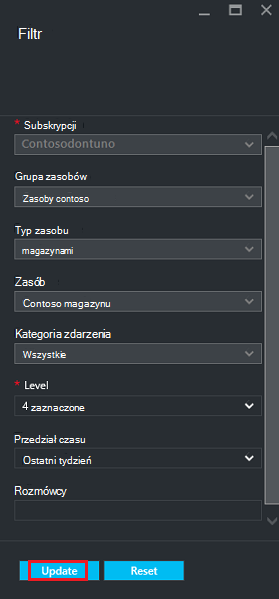 Filtr
* Subskrypcji
Contosodontuno
Grupa zasobów
Zasoby contoso
Typ zasobu
magazynami
Zasób
Contoso magazynu
Kategoria zdarzenia
Wszystkie
* Level
4 zaznaczone
Przedział czasu
Ostatni tydzień
Rozmówcy
Update Reset